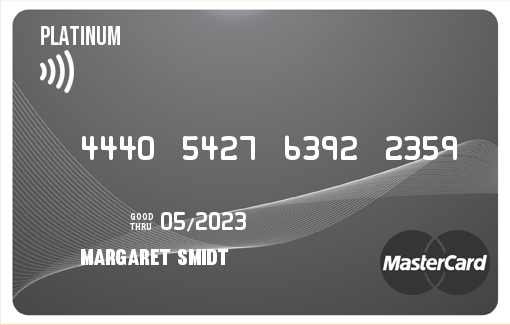 PLATINUM
4440 5427 6392 2359
GOOD THRU 05/2023
MARGARET SMIDT
MasterCard